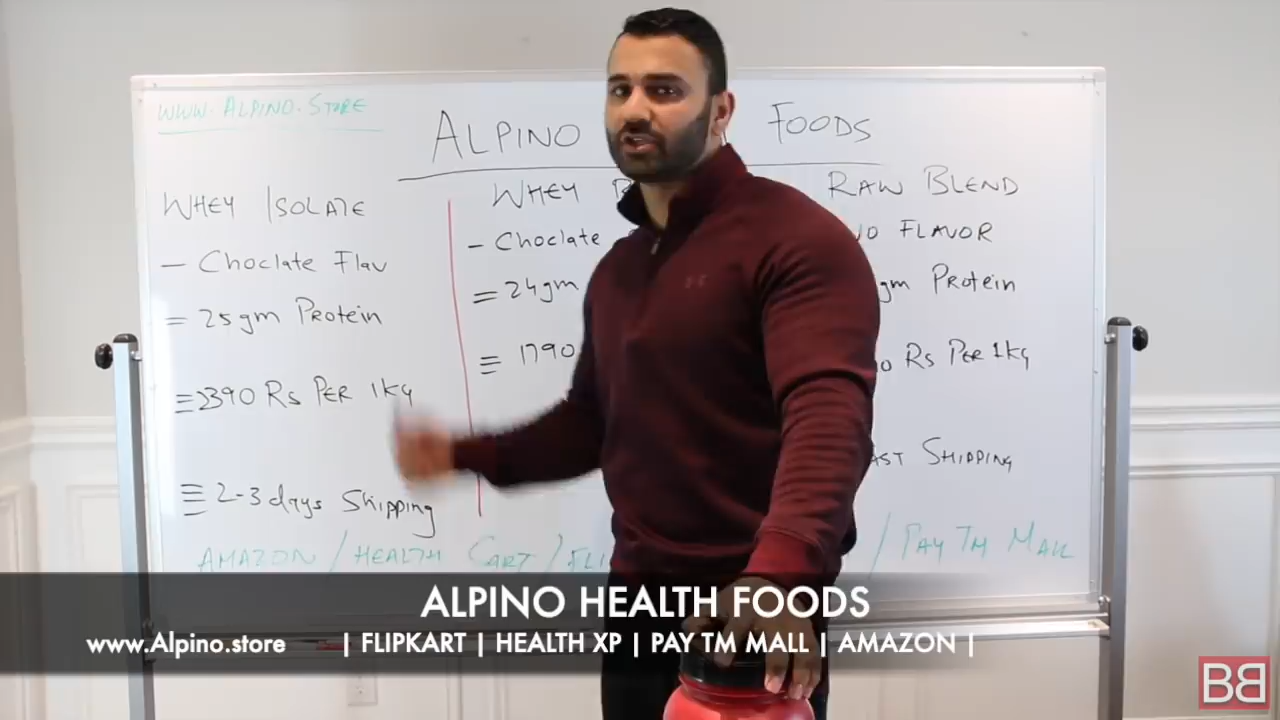 www.Alpino.Store
ALPINO FOODS
WHEY ISOLATE
- Choclate Flav
= 25gm Protein
≡ 2390 Rs PER 1Kg
2-3 days Shipping
WHEY
- Choclate
= 24gm
≡ 1790
RAW BLEND
FLAVOR
gm Protein
Rs PER 1kg
SHIPPING
AMAZON / HEALTH CART / / PAY TM MALL
ALPINO HEALTH FOODS
www.Alpino.store | FLIPKART | HEALTH XP | PAY TM MALL | AMAZON |
BB